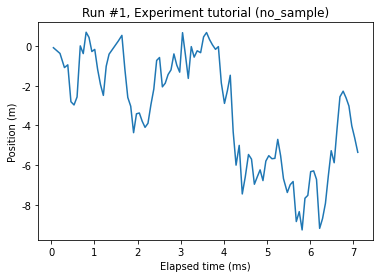 Run #1, Experiment tutorial (no_sample)
Position (m)
0
-2
-4
-6
-8
0 1 2 3 4 5 6 7
Elapsed time (ms)